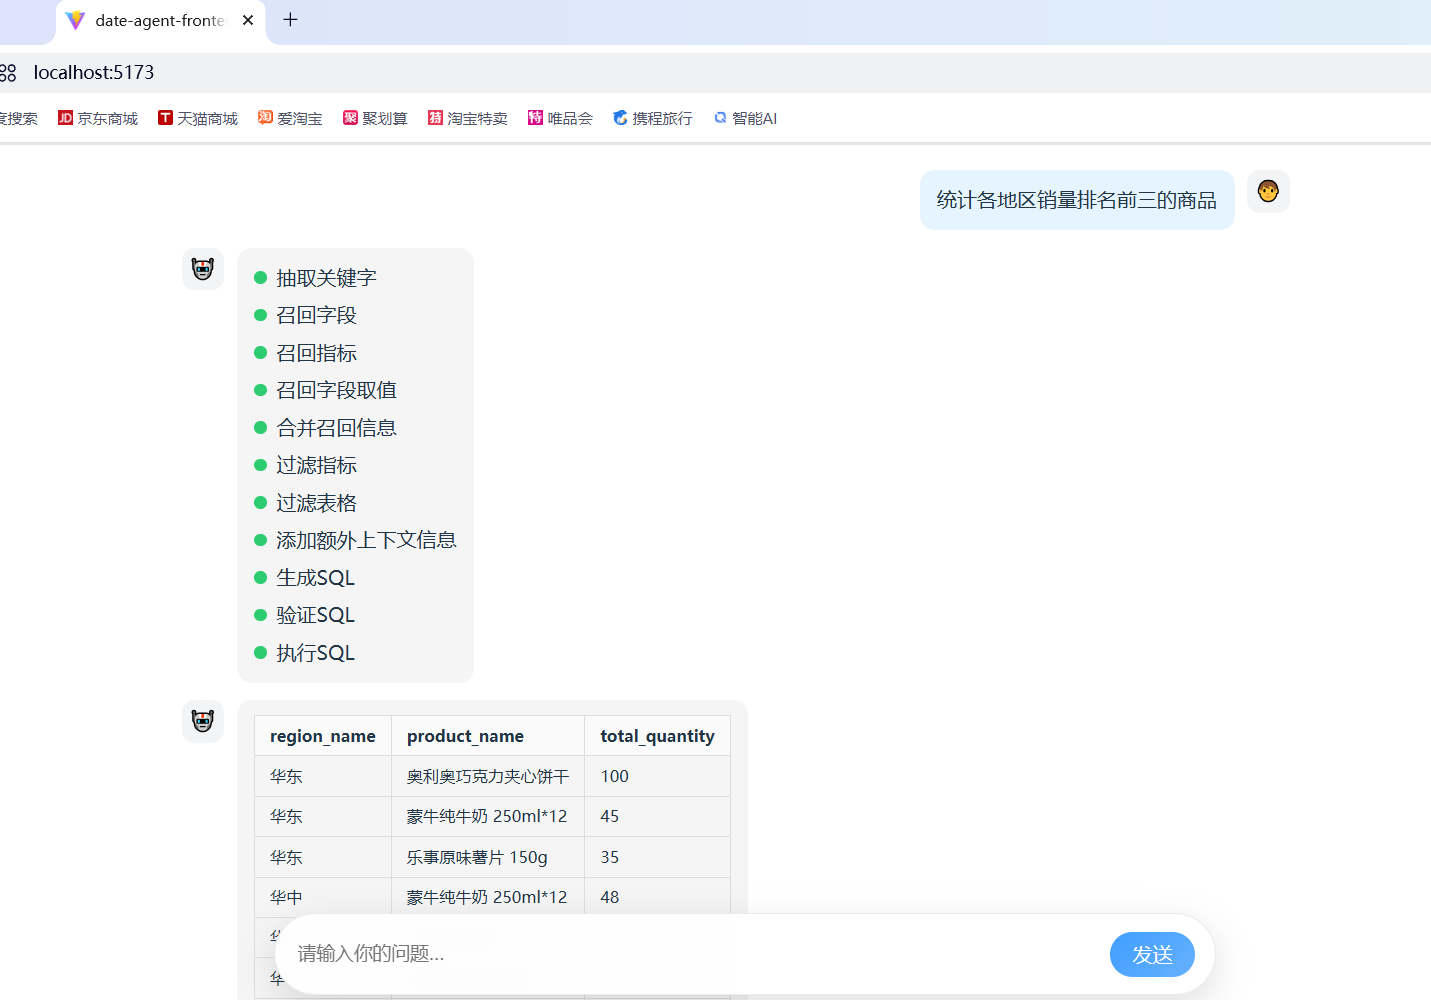 date-agent-fronte
localhost:5173
度搜索 京东商城 天猫商城 爱淘宝 聚划算 淘宝特卖 唯品会 携程旅行 智能AI
统计各地区销量排名前三的商品
抽取关键字
召回字段
召回指标
召回字段取值
合并召回信息
过滤指标
过滤表格
添加额外上下文信息
生成SQL
验证SQL
执行SQL
region_name product_name total_quantity
华东 奥利奥巧克力夹心饼干 100
华东 蒙牛纯牛奶 250ml*12 45
华东 乐事原味薯片 150g 35
华中 蒙牛纯牛奶 250ml*12 48
请输入你的问题... 发送